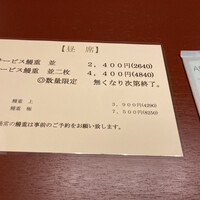 【昼 席】
ービス鰻重 並 2,400円(2640)
ービス鰻重 並二枚 4,400円(4840)
◎数量限定 無くなり次第終了。
鰻重 上 3,900円(4290)
鰻重 7,500円(8250)
の鰻重は事前のご予約をお願い致します。